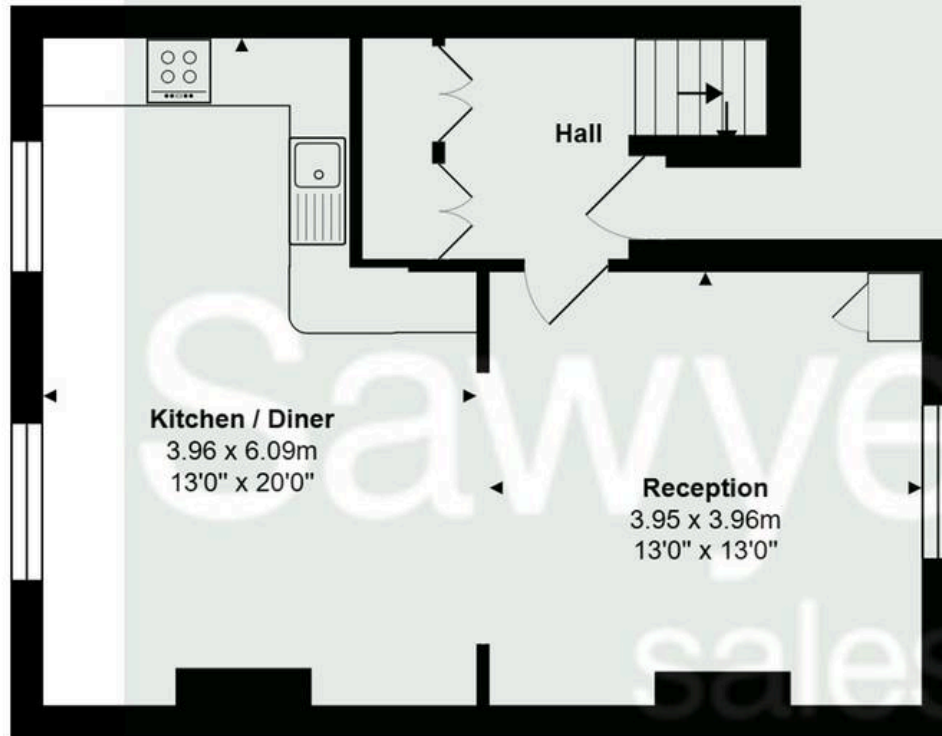 Hall
Kitchen / Diner
3.96 x 6.09m
13'0" x 20'0"
Reception
3.95 x 3.96m
13'0" x 13'0"
Sawye
sales